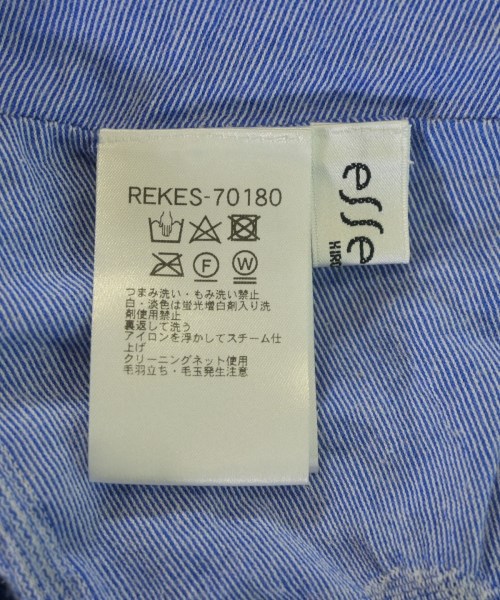 REKES-70180
F
W
つまみ洗い・もみ洗い禁止
白・淡色は蛍光増白剤入り洗
剤使用禁止
裏返して洗う
アイロンを浮かしてスチーム仕
上げ
クリーニングネット使用
毛羽立ち・毛玉発生注意
esse